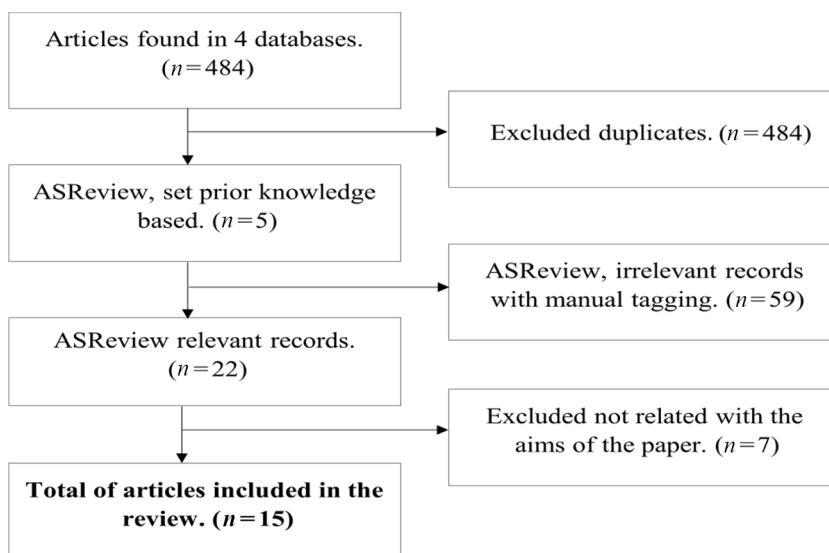 Articles found in 4 databases.
(n=484)
Excluded duplicates. (n=484)
ASReview, set prior knowledge
based. (n=5)
ASReview, irrelevant records
with manual tagging. (n=59)
ASReview relevant records.
(n=22)
Excluded not related with the
aims of the paper. (n=7)
Total of articles included in the
review. (n=15)